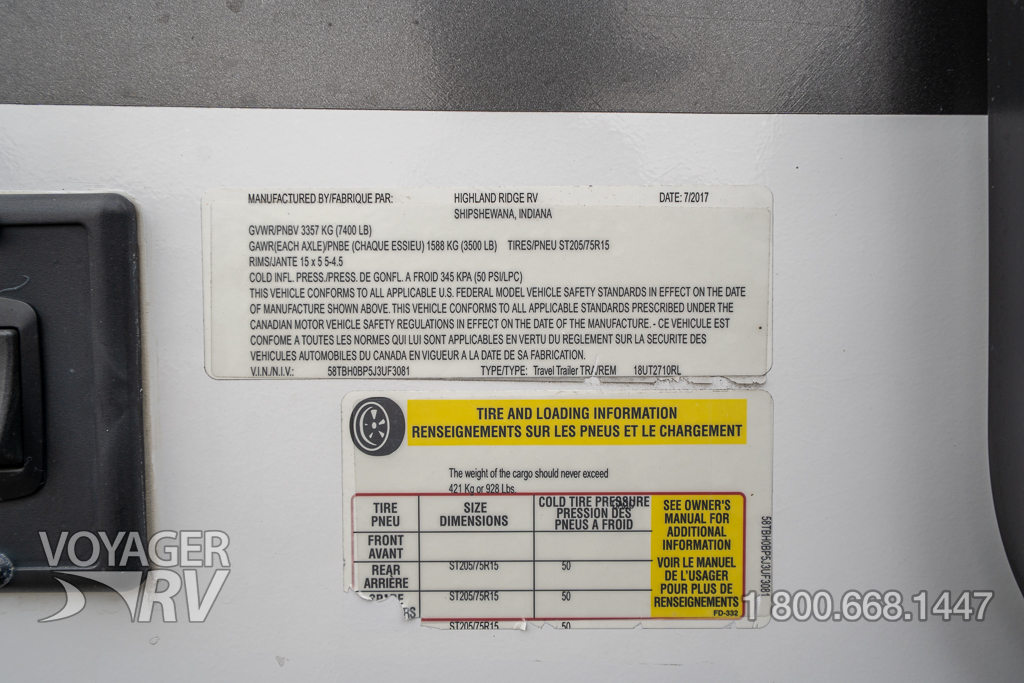 MANUFACTURED BY/FABRIQUE PAR: HIGHLAND RIDGE RV DATE: 7/2017
SHIPSHEWANA, INDIANA
GVWR/PNBV 3357 KG (7400 LB)
GAWR(EACH AXLE)/PNBE (CHAQUE ESSIEU) 1588 KG (3500 LB) TIRES/PNEU ST205/75R15
RIMS/JANTE 15 x 5 5-4.5
COLD INFL. PRESS./PRESS. DE GONFL. A FROID 345 KPA (50 PSI/LPC)
THIS VEHICLE CONFORMS TO ALL APPLICABLE U.S. FEDERAL MODEL VEHICLE SAFETY STANDARDS IN EFFECT ON THE DATE
OF MANUFACTURE SHOWN ABOVE. THIS VEHICLE CONFORMS TO ALL APPLICABLE STANDARDS PRESCRIBED UNDER THE
CANADIAN MOTOR VEHICLE SAFETY REGULATIONS IN EFFECT ON THE DATE OF THE MANUFACTURE. - CE VEHICULE EST
CONFOME A TOUTES LES NORMES QUI LUI SONT APPLICABLES EN VERTU DU REGLEMENT SUR LA SECURITE DES
VEHICULES AUTOMOBILES DU CANADA EN VIGUEUR A LA DATE DE SA FABRICATION.
V.I.N./N.I.V.: 58TBH0BP5J3UF3081 TYPE/TYPE: Travel Trailer TRA/REM 18UT2710RL
TIRE AND LOADING INFORMATION
RENSEIGNEMENTS SUR LES PNEUS ET LE CHARGEMENT
The weight of the cargo should never exceed
421 Kg or 928 Lbs.
TIRE
PNEU
SIZE
DIMENSIONS
COLD TIRE PRESSURE
PRESSION DES
PNEUS A FROID
FRONT
AVANT
REAR
ARRIÈRE
ST205/75R15 50
ST205/75R15 50
ST205/75R15 50
SEE OWNER'S
MANUAL FOR
ADDITIONAL
INFORMATION
VOIR LE MANUEL
DE L'USAGER
POUR PLUS DE
RENSEIGNEMENTS
FD-332
58TBH0BP5J3UF3081
VOYAGER
RV
1 800.668.1447